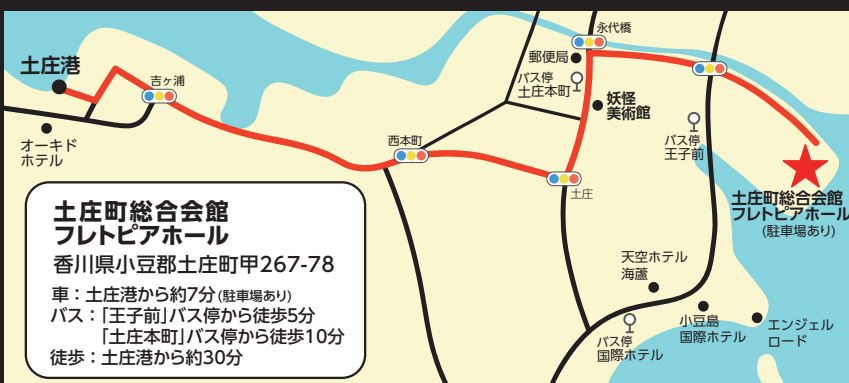 土庄港
吉ヶ浦
オーキド
ホテル
西本町
永代橋
郵便局
バス停
土庄本町
妖怪
美術館
土庄
バス停
王子前
土庄町総合会館
フレトピアホール
(駐車場あり)
天空ホテル
海蘆
小豆島
国際ホテル
エンジェル
ロード
バス停
国際ホテル
土庄町総合会館
フレトピアホール
香川県小豆郡土庄町甲267-78
車：土庄港から約7分(駐車場あり)
バス：「王子前」バス停から徒歩5分
「土庄本町」バス停から徒歩10分
徒歩：土庄港から約30分